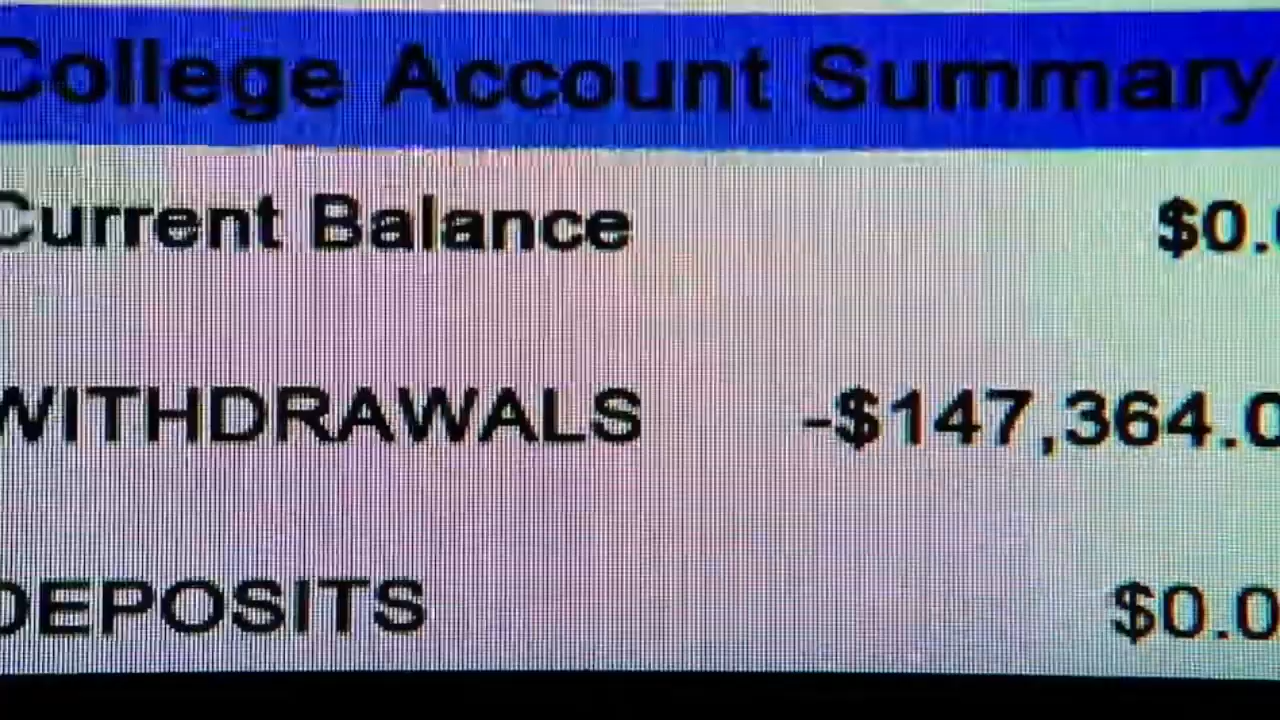 College Account Summary
Current Balance $0.
WITHDRAWALS -$147,364.0
DEPOSITS $0.0